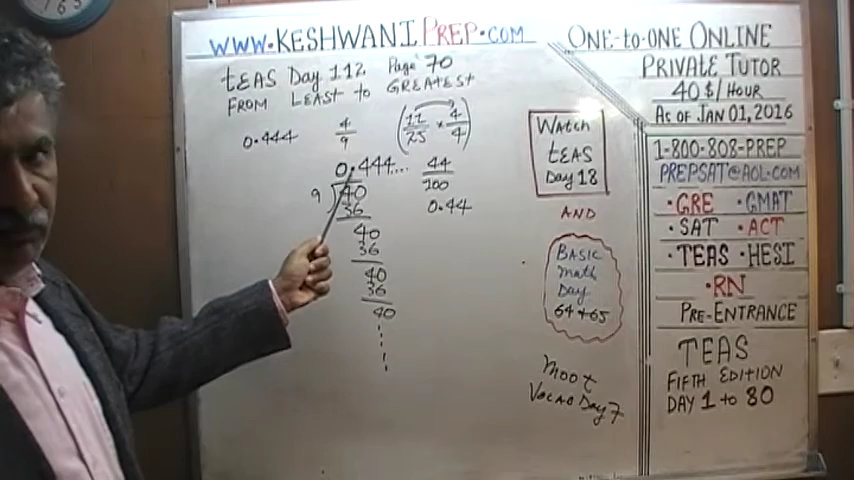 WWW.KESHWANIPREP.COM
tEAS Day 112 Page 70
FROM LEAST to GREATEST
0.444 4/9 (11/25 × 4/4)
0.444....
9 40
36
40
36
40
36
40
44/100
0.44
Watch
tEAS
Day 18
AND
BASIC
math
Day
64+65
moot
Vocab Day 7
ONE-to-ONE ONLINE
PRIVATE TUTOR
40 $/HOUR
As of JAN 01, 2016
1-800-808-PREP
PREPSAT@AOL.COM
•GRE •GMAT
•SAT •ACT
•TEAS •HESI
•RN
PRE-ENTRANCE
TEAS
FIFTH EDITION
DAY 1 to 80